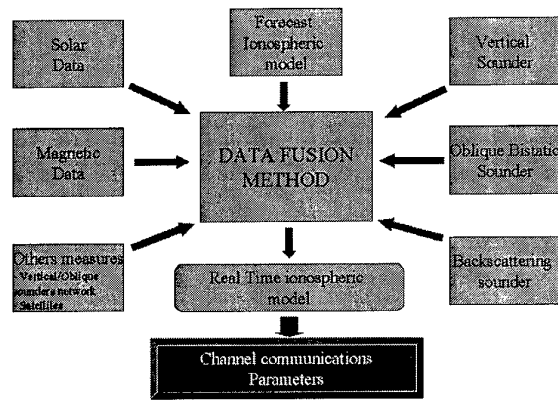 Solar
Data
Forecast
Ionospheric
model
Vertical
Sounder
Magnetic
Data
DATA FUSION
METHOD
Oblique Bistatic
Sounder
Others measures
Vertical/Oblique
sounders network
Satellites
Real Time ionospheric
model
Backscattering
sounder
Channel communications
Parameters